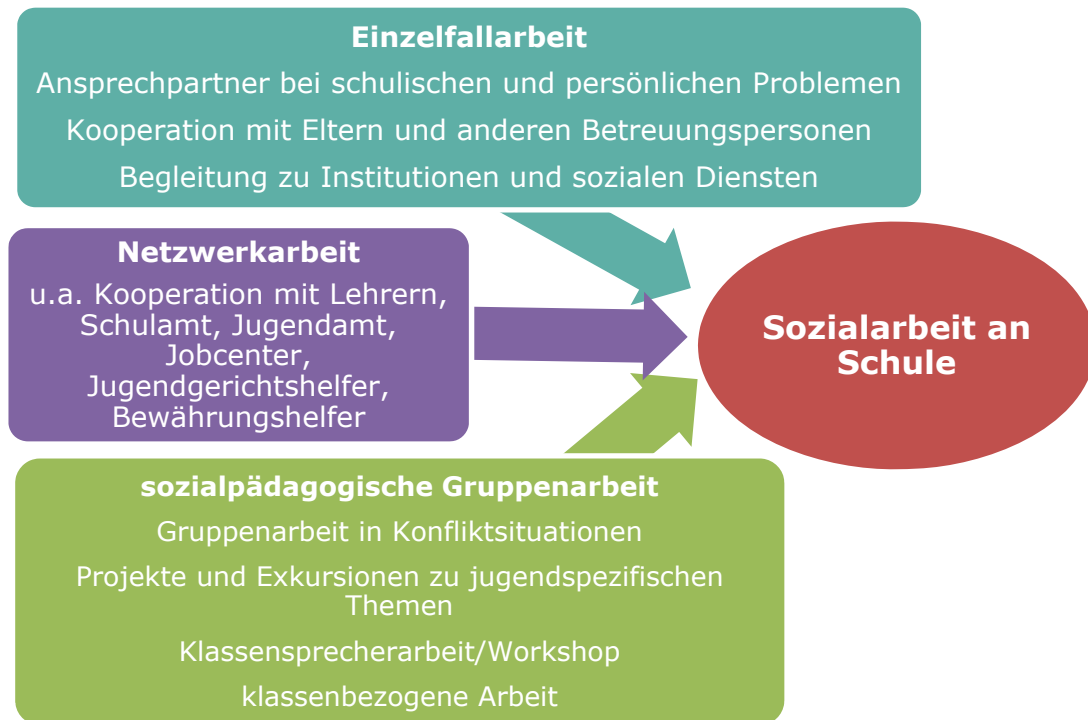 Einzelfallarbeit
Ansprechpartner bei schulischen und persönlichen Problemen
Kooperation mit Eltern und anderen Betreuungspersonen
Begleitung zu Institutionen und sozialen Diensten
Netzwerkarbeit
u.a. Kooperation mit Lehrern,
Schulamt, Jugendamt,
Jobcenter,
Jugendgerichtshelfer,
Bewährungshelfer
Sozialarbeit an
Schule
sozialpädagogische Gruppenarbeit
Gruppenarbeit in Konfliktsituationen
Projekte und Exkursionen zu jugendspezifischen
Themen
Klassensprecherarbeit/Workshop
klassenbezogene Arbeit